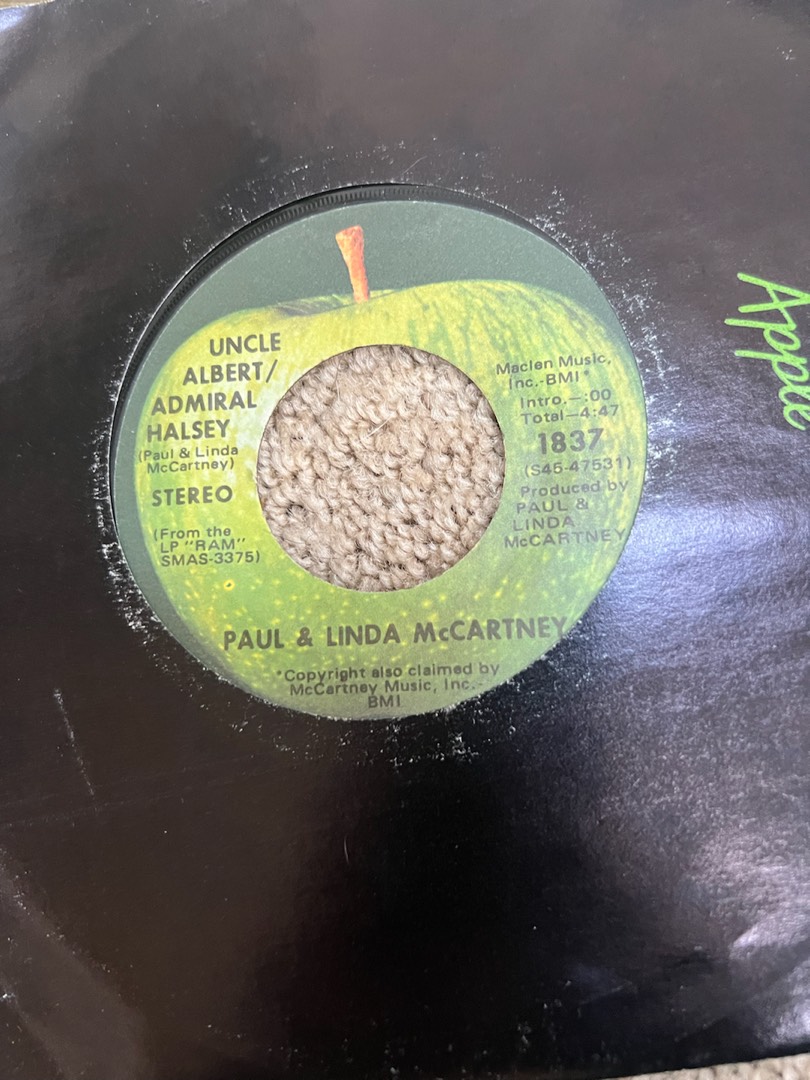 UNCLE
ALBERT/
ADMIRAL
HALSEY
(Paul & Linda
McCartney)
STEREO
(From the
LP "RAM"
SMAS-3375)
Maclen Music,
Inc.-BMI*
Intro.—:00
Total—4:47
1837
(S45-47531)
Produced by
PAUL &
LINDA
McCARTNEY
PAUL & LINDA McCARTNEY
*Copyright also claimed by
McCartney Music, Inc.-
BMI
Apple